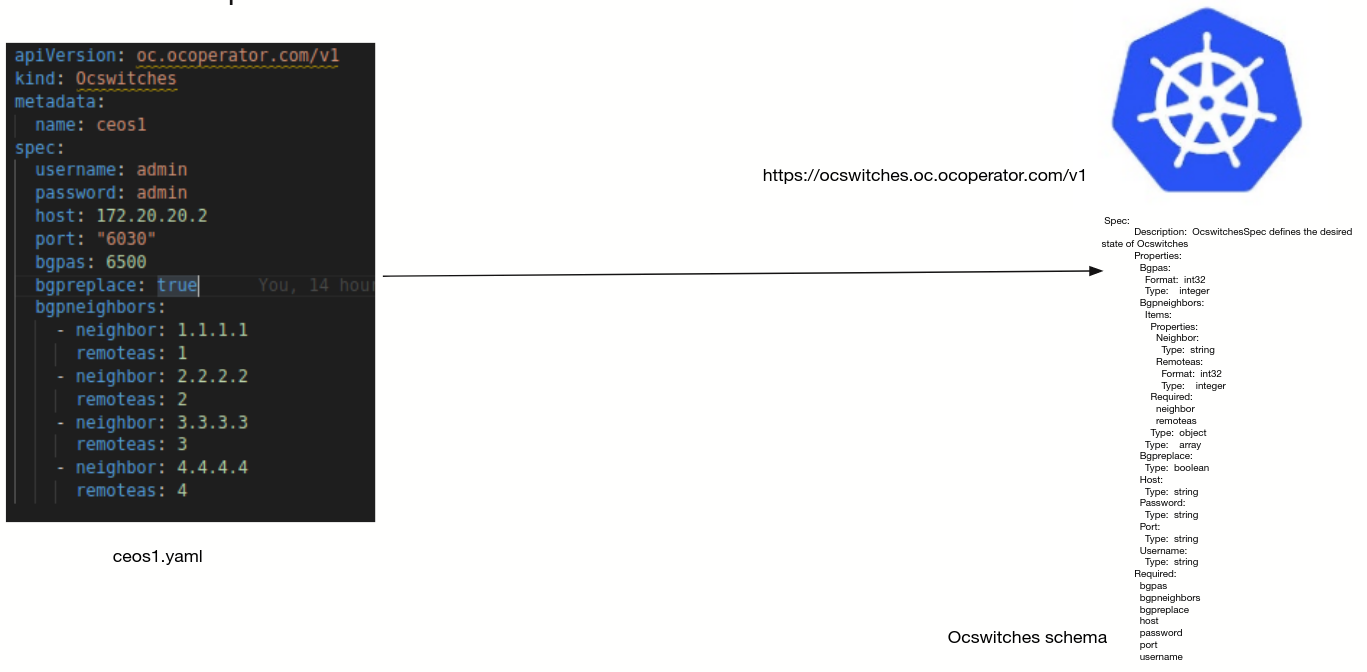 apiVersion: oc.ocoperator.com/v1
kind: Ocswitches
metadata:
  name: ceos1
spec:
  username: admin
  password: admin
  host: 172.20.20.2
  port: "6030"
  bgpas: 6500
  bgpreplace: true You, 14 hour
  bgpneighbors:
    - neighbor: 1.1.1.1
      remoteas: 1
    - neighbor: 2.2.2.2
      remoteas: 2
    - neighbor: 3.3.3.3
      remoteas: 3
    - neighbor: 4.4.4.4
      remoteas: 4
ceos1.yaml
https://ocswitches.oc.ocoperator.com/v1
Spec:
Description: OcswitchesSpec defines the desired
state of Ocswitches
Properties:
Bgpas:
Format: int32
Type: integer
Bgpneighbors:
Items:
Properties:
Neighbor:
Type: string
Remoteas:
Format: int32
Type: integer
Required:
neighbor
remoteas
Type: object
Type: array
Bgpreplace:
Type: boolean
Host:
Type: string
Password:
Type: string
Port:
Type: string
Username:
Type: string
Required:
bgpas
bgpneighbors
bgpreplace
host
password
port
username
Ocswitches schema